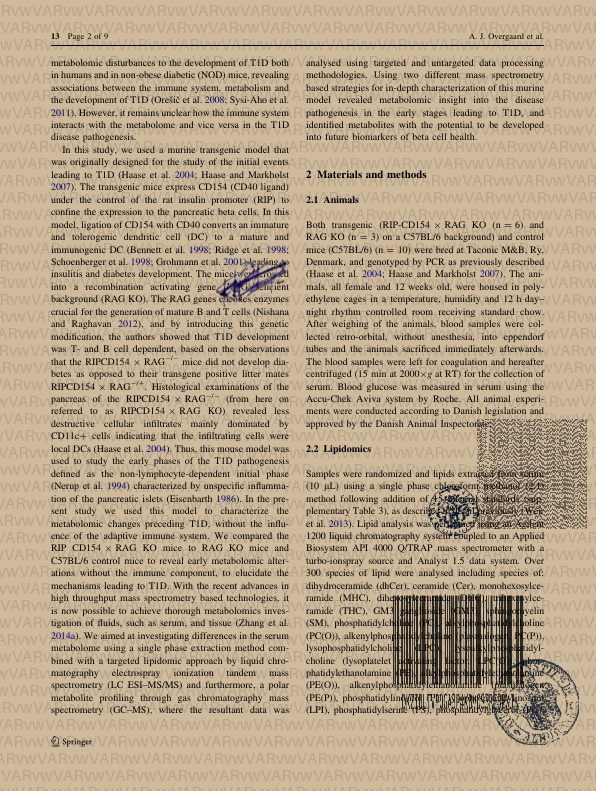 13 Page 2 of 9
A. J. Overgaard et al.
metabolomic disturbances to the development of T1D both
in humans and in non-obese diabetic (NOD) mice, revealing
associations between the immune system, metabolism and
the development of T1D (Orešič et al. 2008; Sysi-Aho et al.
2011). However, it remains unclear how the immune system
interacts with the metabolome and vice versa in the T1D
disease pathogenesis.
In this study, we used a murine transgenic model that
was originally designed for the study of the initial events
leading to T1D (Haase et al. 2004; Haase and Markholst
2007). The transgenic mice express CD154 (CD40 ligand)
under the control of the rat insulin promoter (RIP) to
confine the expression to the pancreatic beta cells. In this
model, ligation of CD154 with CD40 converts an immature
and tolerogenic dendritic cell (DC) to a mature and
immunogenic DC (Bennett et al. 1998; Ridge et al. 1998;
Schoenberger et al. 1998; Grohmann et al. 2001) leading to
insulitis and diabetes development. The mice were crossed
into a recombination activating gene deficient
background (RAG KO). The RAG genes encodes enzymes
crucial for the generation of mature B and T cells (Nishana
and Raghavan 2012), and by introducing this genetic
modification, the authors showed that T1D development
was T- and B cell dependent, based on the observations
that the RIPCD154 × RAG−/− mice did not develop dia-
betes as opposed to their transgene positive litter mates
RIPCD154 × RAG−/+. Histological examinations of the
pancreas of the RIPCD154 × RAG−/− (from here on
referred to as RIPCD154 × RAG KO) revealed less
destructive cellular infiltrates mainly dominated by
CD11c+ cells indicating that the infiltrating cells were
local DCs (Haase et al. 2004). Thus, this mouse model was
used to study the early phases of the T1D pathogenesis
defined as the non-lymphocyte-dependent initial phase
(Nerup et al. 1994) characterized by unspecific inflamma-
tion of the pancreatic islets (Eisenbarth 1986). In the pre-
sent study we used this model to characterize the
metabolomic changes preceding T1D, without the influ-
ence of the adaptive immune system. We compared the
RIP CD154 × RAG KO mice to RAG KO mice and
C57BL/6 control mice to reveal early metabolomic alter-
ations without the immune component, to elucidate the
mechanisms leading to T1D. With the recent advances in
high throughput mass spectrometry based technologies, it
is now possible to achieve thorough metabolomics inves-
tigation of fluids, such as serum, and tissue (Zhang et al.
2014a). We aimed at investigating differences in the serum
metabolome using a single phase extraction method com-
bined with a targeted lipidomic approach by liquid chro-
matography electrospray ionization tandem mass
spectrometry (LC ESI–MS/MS) and furthermore, a polar
metabolite profiling through gas chromatography mass
spectrometry (GC–MS), where the resultant data was
analysed using targeted and untargeted data processing
methodologies. Using two different mass spectrometry
based strategies for in-depth characterization of this murine
model revealed metabolomic insight into the disease
pathogenesis in the early stages leading to T1D, and
identified metabolites with the potential to be developed
into future biomarkers of beta cell health.
2 Materials and methods
2.1 Animals
Both transgenic (RIP-CD154 × RAG KO (n = 6) and
RAG KO (n = 3) on a C57BL/6 background) and control
mice (C57BL/6) (n = 10) were bred at Taconic M&B, Ry,
Denmark, and genotyped by PCR as previously described
(Haase et al. 2004; Haase and Markholst 2007). The ani-
mals, all female and 12 weeks old, were housed in poly-
ethylene cages in a temperature, humidity and 12 h day–
night rhythm controlled room receiving standard chow.
After weighing of the animals, blood samples were col-
lected retro-orbital, without anesthesia, into eppendorf
tubes and the animals sacrificed immediately afterwards.
The blood samples were left for coagulation and hereafter
centrifuged (15 min at 2000×g at RT) for the collection of
serum. Blood glucose was measured in serum using the
Accu-Chek Aviva system by Roche. All animal experi-
ments were conducted according to Danish legislation and
approved by the Danish Animal Inspectorate.
2.2 Lipidomics
Samples were randomized and lipids extracted from serum
(10 μL) using a single phase chloroform methanol (2:1)
method following addition of internal standards (sup-
plementary Table 3), as described previously (Weir
et al. 2013). Lipid analysis was performed using an Agilent
1200 liquid chromatography system coupled to an Applied
Biosystem API 4000 Q/TRAP mass spectrometer with a
turbo-ionspray source and Analyst 1.5 data system. Over
300 species of lipid were analysed including species of
dihydroceramide (dhCer), ceramide (Cer), monohexosylce-
ramide (MHC), dihexosylceramide (DHC), trihexosylce-
ramide (THC), GM3 ganglioside (GM3), sphingomyelin
(SM), phosphatidylcholine (PC), alkylphosphatidylcholine
(PC(O)), alkenylphosphatidylcholine (plasmalogen, PC(P)),
lysophosphatidylcholine (LPC), lysoalkylphosphatidyl-
choline (lysoplatelet activating factor, LPC(O)), phos-
phatidylethanolamine (PE), alkylphosphatidylethanolamine
(PE(O)), alkenylphosphatidylethanolamine (plasmalogen,
(PE(P)), phosphatidylinositol (PI), lysophosphatidylinositol
(LPI), phosphatidylserine (PS), phosphatidylglycerol (PG)
Springer